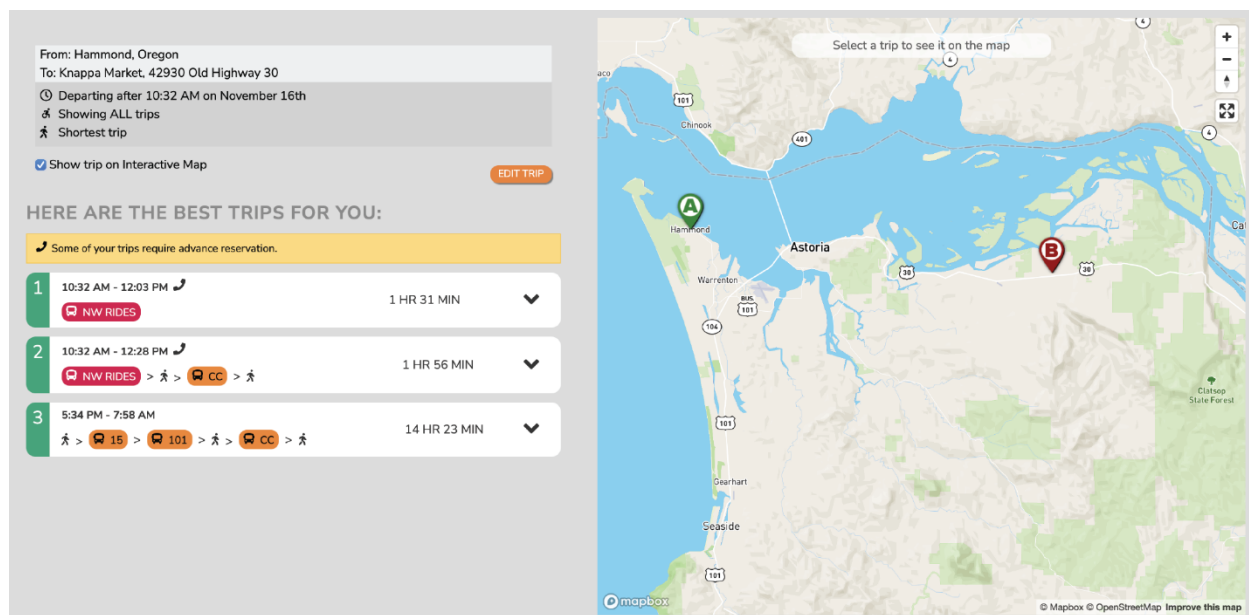 From: Hammond, Oregon
To: Knappa Market, 42930 Old Highway 30
Departing after 10:32 AM on November 16th
Showing ALL trips
Shortest trip
Show trip on Interactive Map
EDIT TRIP
HERE ARE THE BEST TRIPS FOR YOU:
Some of your trips require advance reservation.
1
10:32 AM - 12:03 PM
NW RIDES
1 HR 31 MIN
2
10:32 AM - 12:28 PM
NW RIDES > > CC >
1 HR 56 MIN
3
5:34 PM - 7:58 AM
> 15 > 101 > > CC >
14 HR 23 MIN
Select a trip to see it on the map
+
−
4
4
4
aco
101
Chinook
401
A
Hammond
Astoria
B
30
30
Ca
Warrenton
BUS.
101
104
Clatsop
State Forest
101
Gearhart
Seaside
101
mapbox
© Mapbox © OpenStreetMap Improve this map